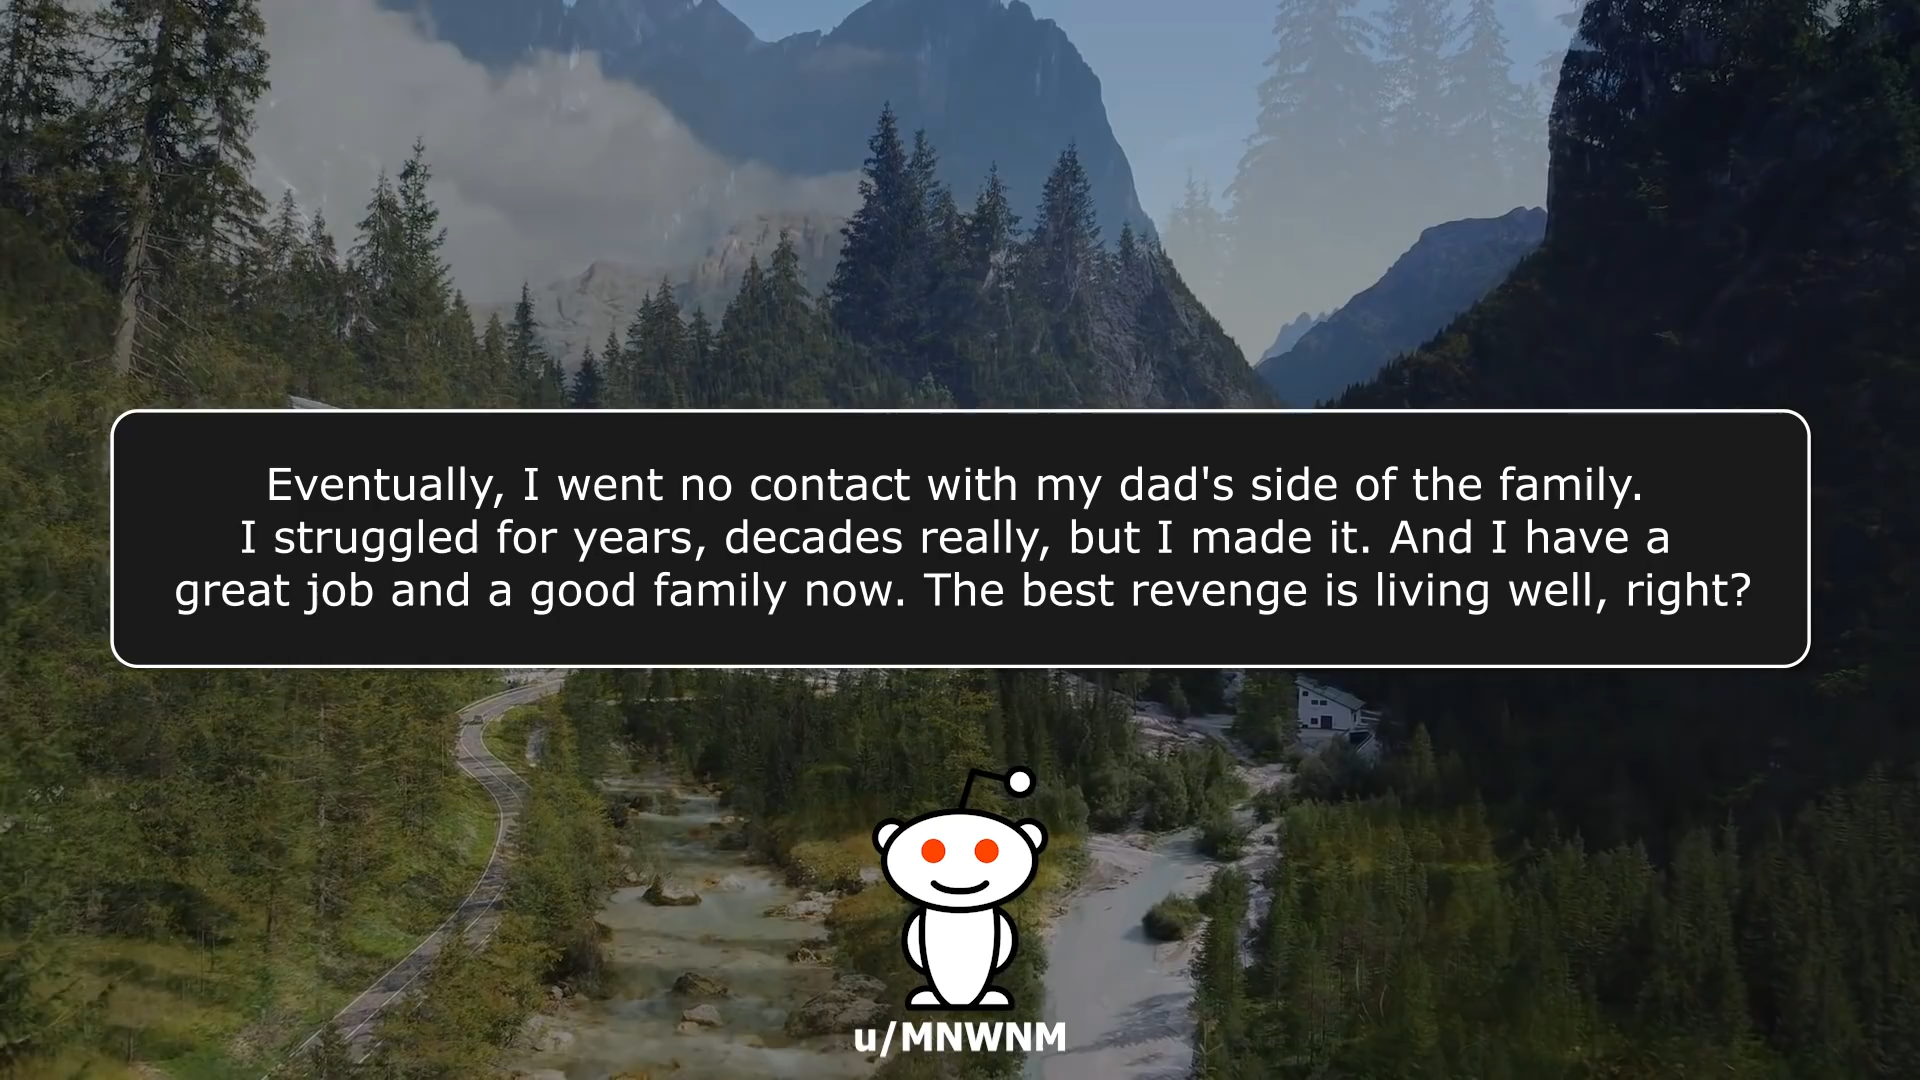 Eventually, I went no contact with my dad's side of the family.
I struggled for years, decades really, but I made it. And I have a
great job and a good family now. The best revenge is living well, right?
u/MNWNM